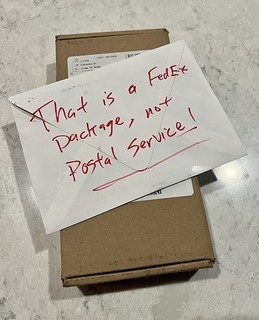 That is a FedEx
package, not
Postal Service!